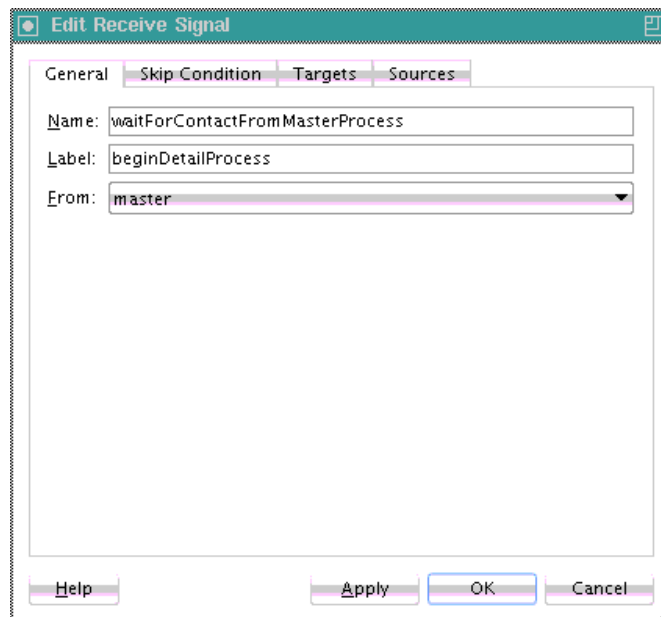 Edit Receive Signal
General Skip Condition Targets Sources
Name: waitForContactFromMasterProcess
Label: beginDetailProcess
From: master
Help Apply OK Cancel